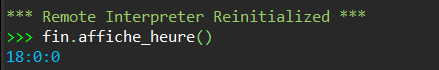 *** Remote Interpreter Reinitialized ***
>>> fin.affiche_heure()
18:0:0